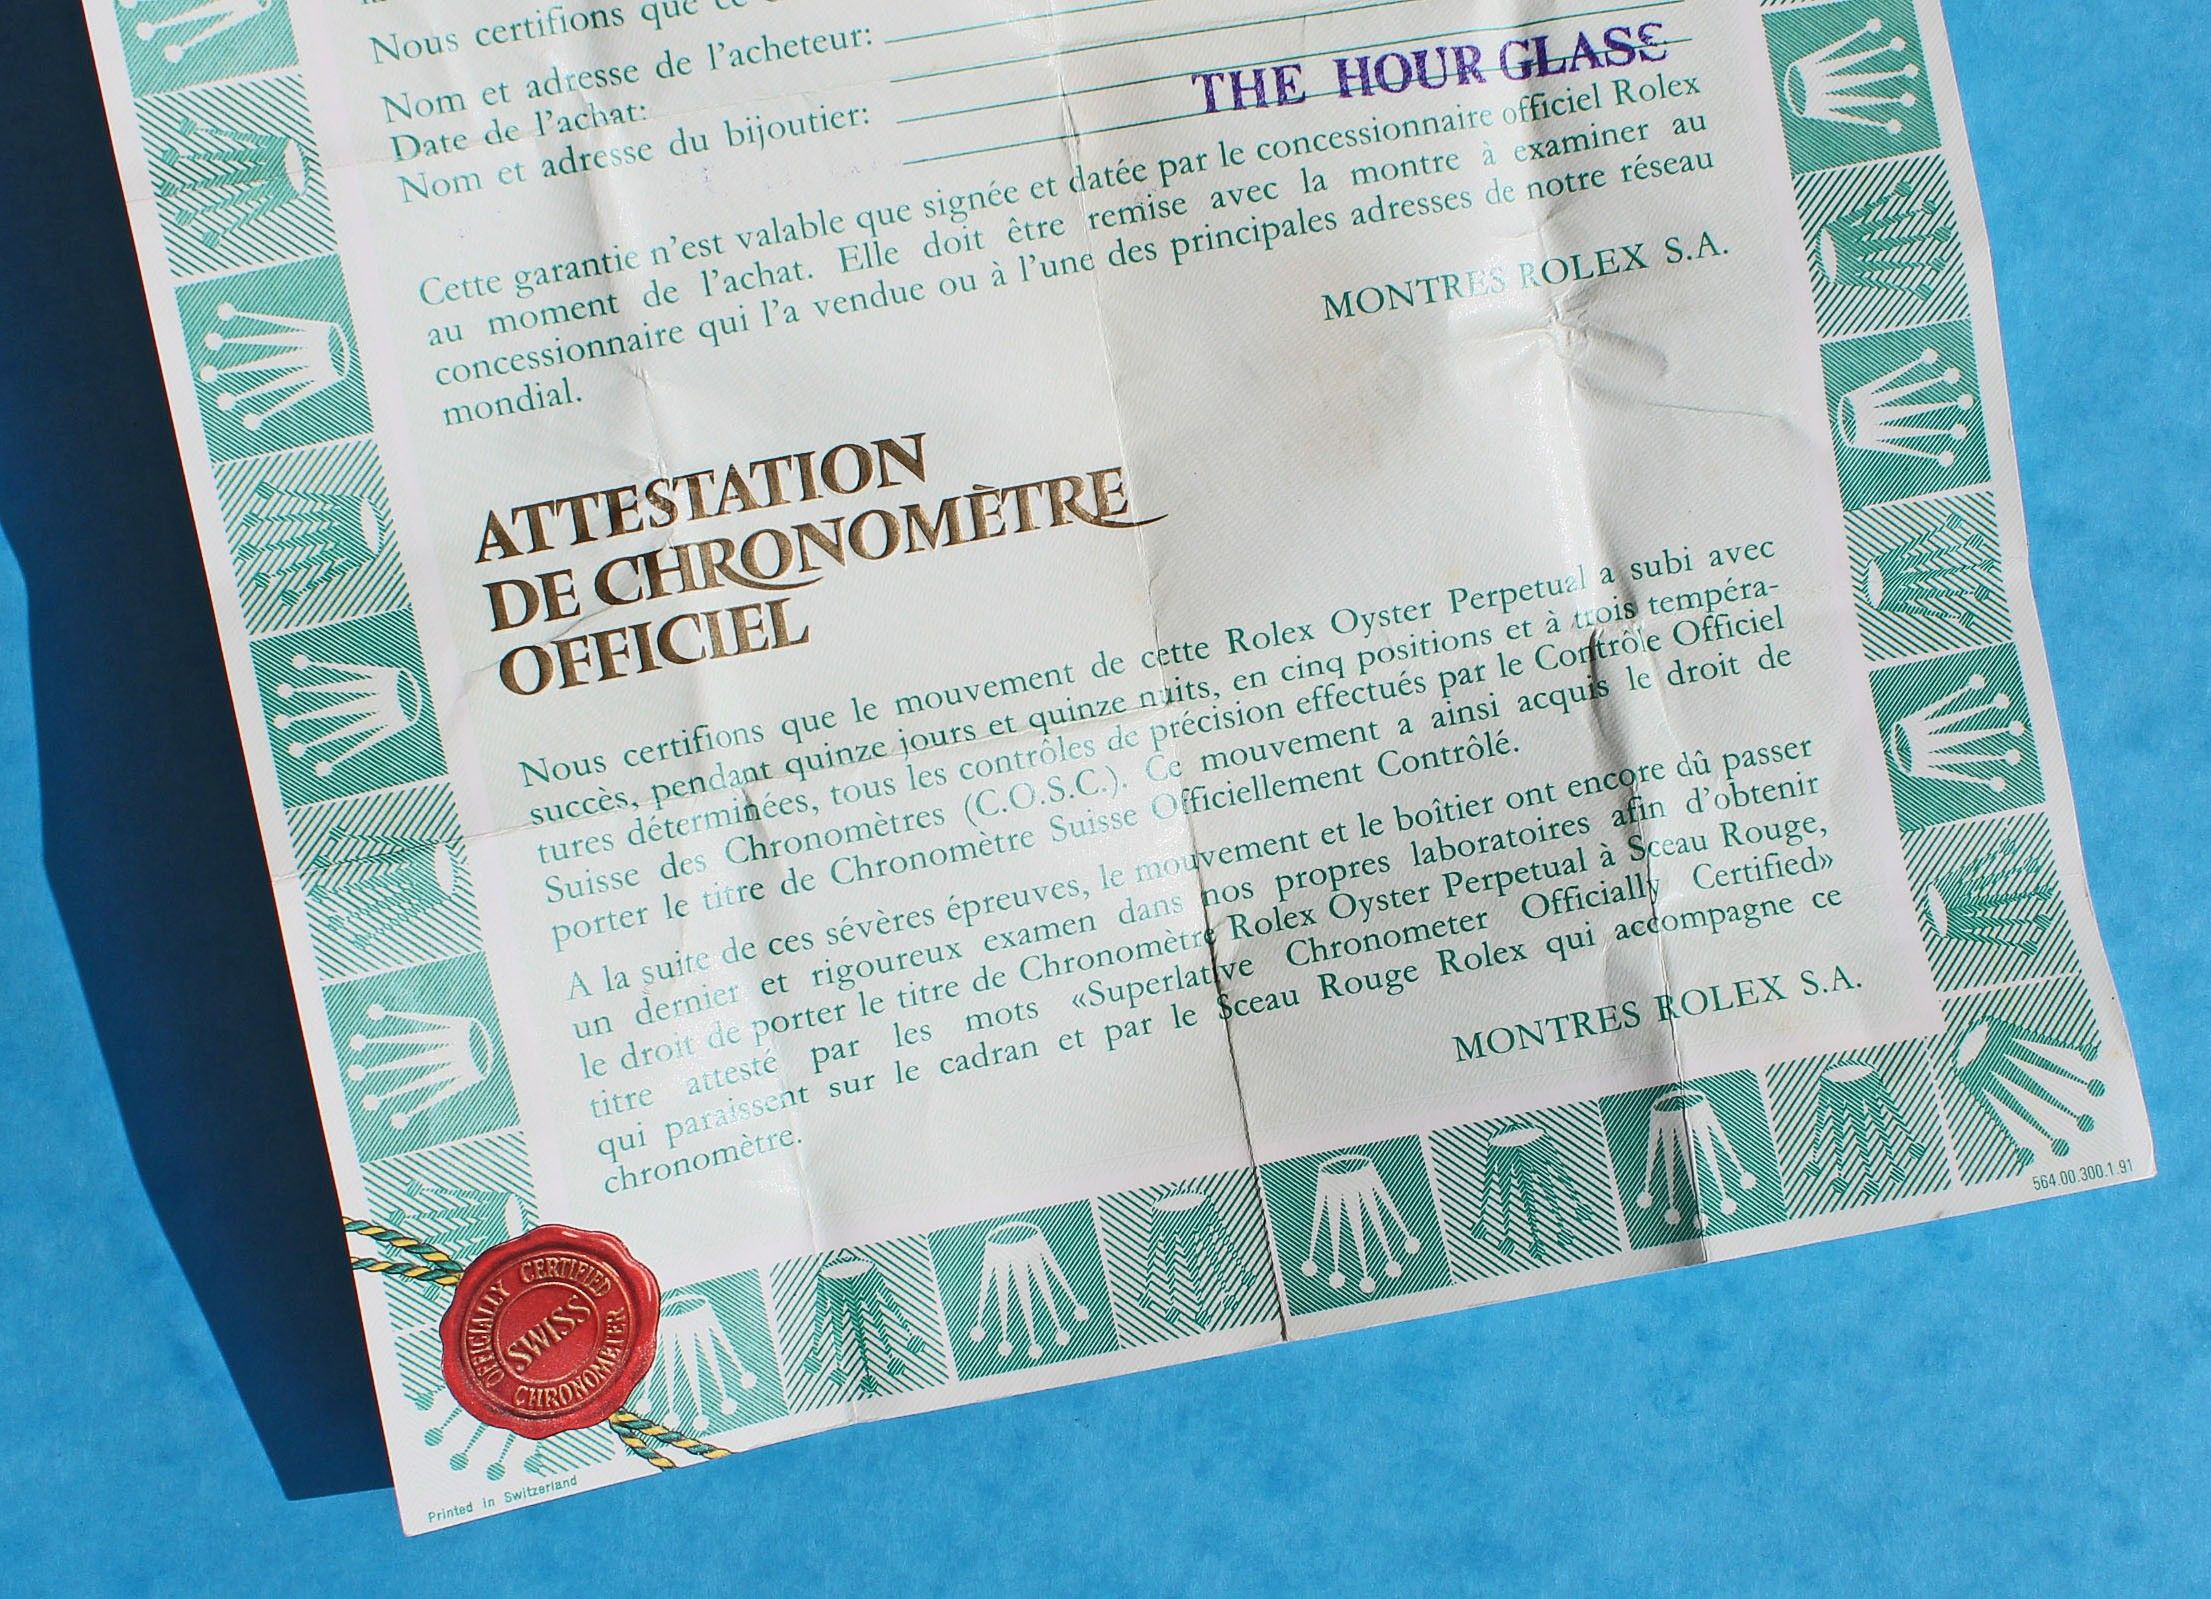 Nous certifions que ce
Nom et adresse de l'acheteur:
Date de l'achat:
Nom et adresse du bijoutier:
THE HOUR GLASS
Cette garantie n'est valable que signée et datée par le concessionnaire officiel Rolex
au moment de l'achat. Elle doit être remise avec la montre à examiner au
concessionnaire qui l'a vendue ou à l'une des principales adresses de notre réseau
mondial.
MONTRES ROLEX S.A.
ATTESTATION
DE CHRONOMÈTRE
OFFICIEL
Nous certifions que le mouvement de cette Rolex Oyster Perpetual a subi avec
succès, pendant quinze jours et quinze nuits, en cinq positions et à trois tempéra-
tures déterminées, tous les contrôles de précision effectués par le Contrôle Officiel
Suisse des Chronomètres (C.O.S.C.). Ce mouvement a ainsi acquis le droit de
porter le titre de Chronomètre Suisse Officiellement Contrôlé.
A la suite de ces sévères épreuves, le mouvement et le boîtier ont encore dû passer
un dernier et rigoureux examen dans nos propres laboratoires afin d'obtenir
le droit de porter le titre de Chronomètre Rolex Oyster Perpetual à Sceau Rouge,
titre attesté par les mots «Superlative Chronometer Officially Certified»
qui paraissent sur le cadran et par le Sceau Rouge Rolex qui accompagne ce
chronomètre.
MONTRES ROLEX S.A.
OFFICIALLY CERTIFIED
SWISS
CHRONOMETER
Printed in Switzerland
564.00.300.1.91